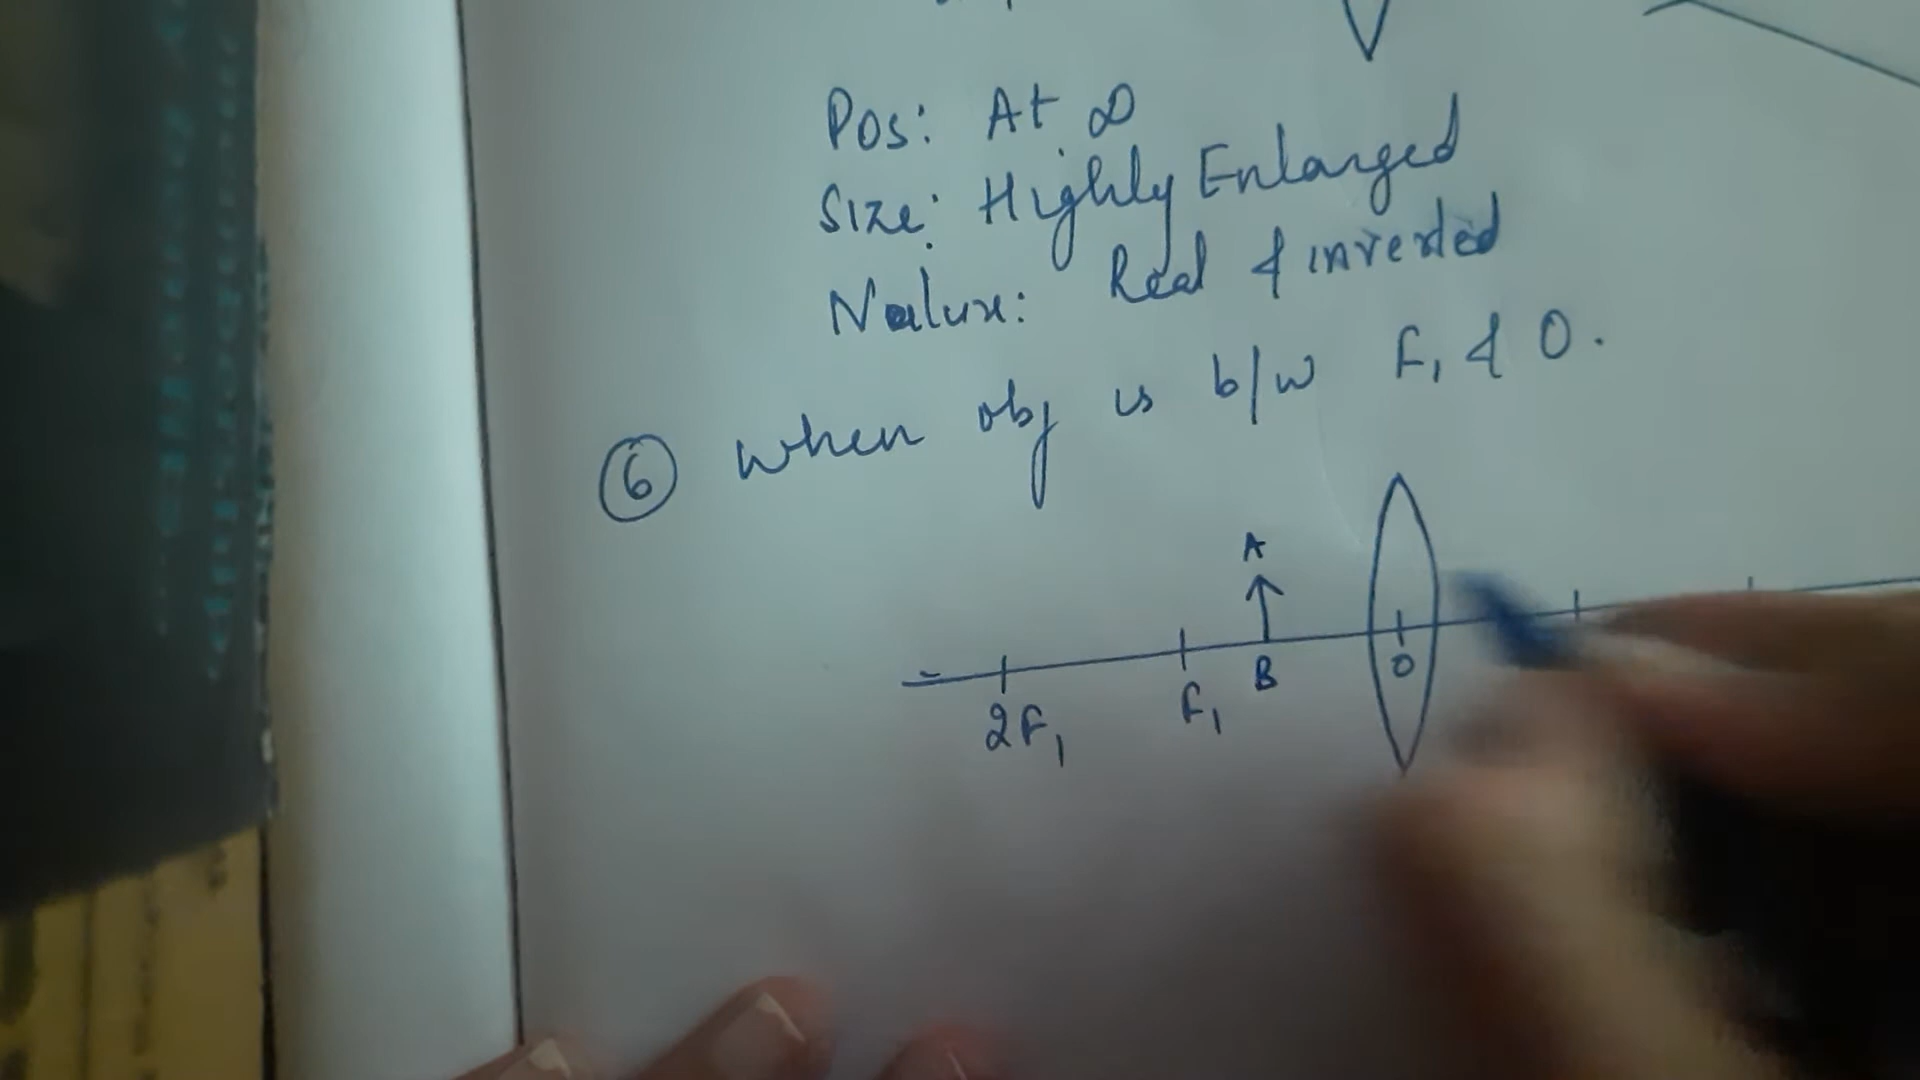 Pos: At ∞
Size: Highly Enlarged
Nature: Real & inverted
⑥ When obj is b/w F₁ & O.
A
2F₁ F₁ B O